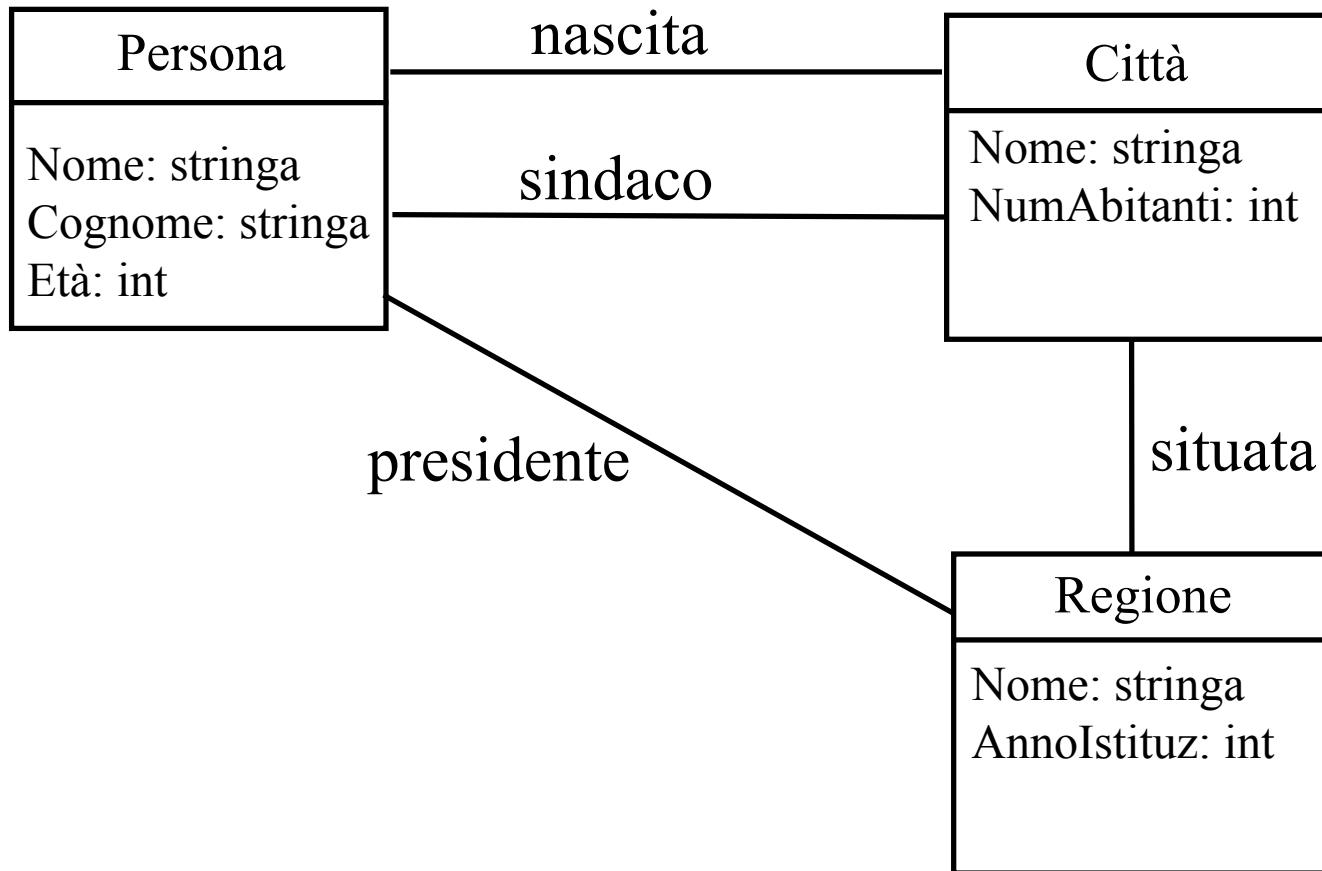 Persona
Nome: stringa
Cognome: stringa
Età: int
nascita
sindaco
Città
Nome: stringa
NumAbitanti: int
presidente
situata
Regione
Nome: stringa
AnnoIstituz: int